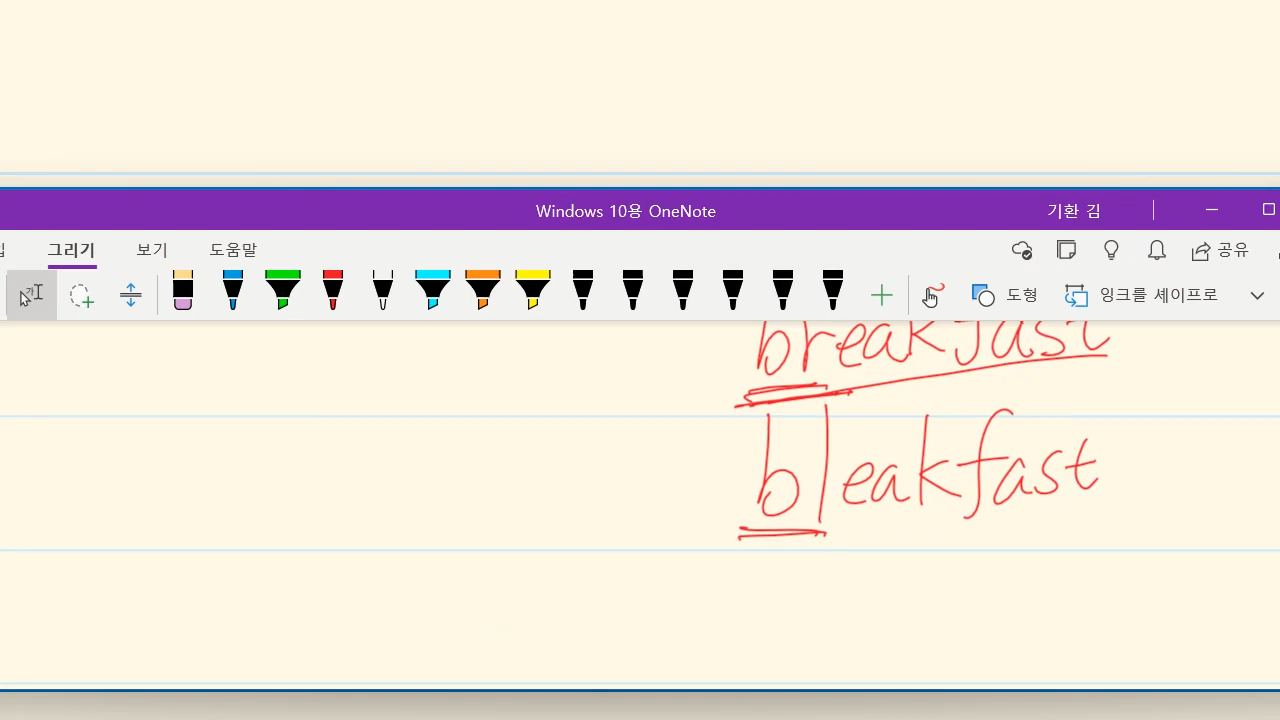 Windows 10용 OneNote
기환 김
그리기 보기 도움말
공유
도형
잉크를 셰이프로
breakfast
bleakfast